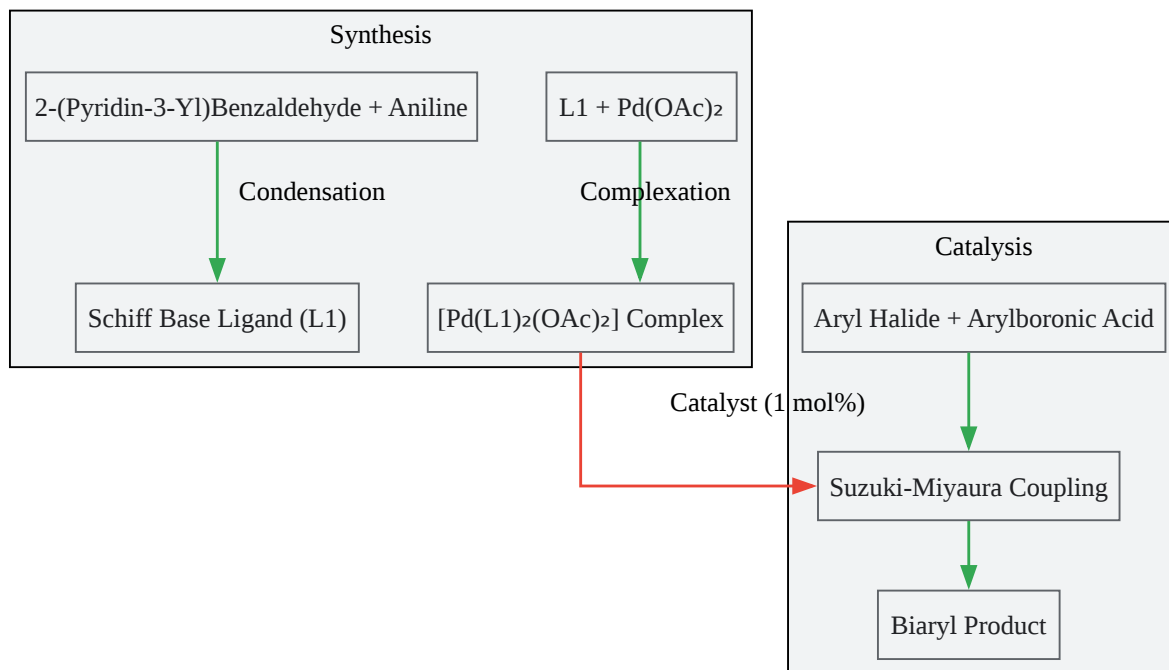 Synthesis
2-(Pyridin-3-Yl)Benzaldehyde + Aniline
L1 + Pd(OAc)₂
Condensation
Complexation
Schiff Base Ligand (L1)
[Pd(L1)₂(OAc)₂] Complex
Catalysis
Aryl Halide + Arylboronic Acid
Catalyst (1 mol%)
Suzuki-Miyaura Coupling
Biaryl Product